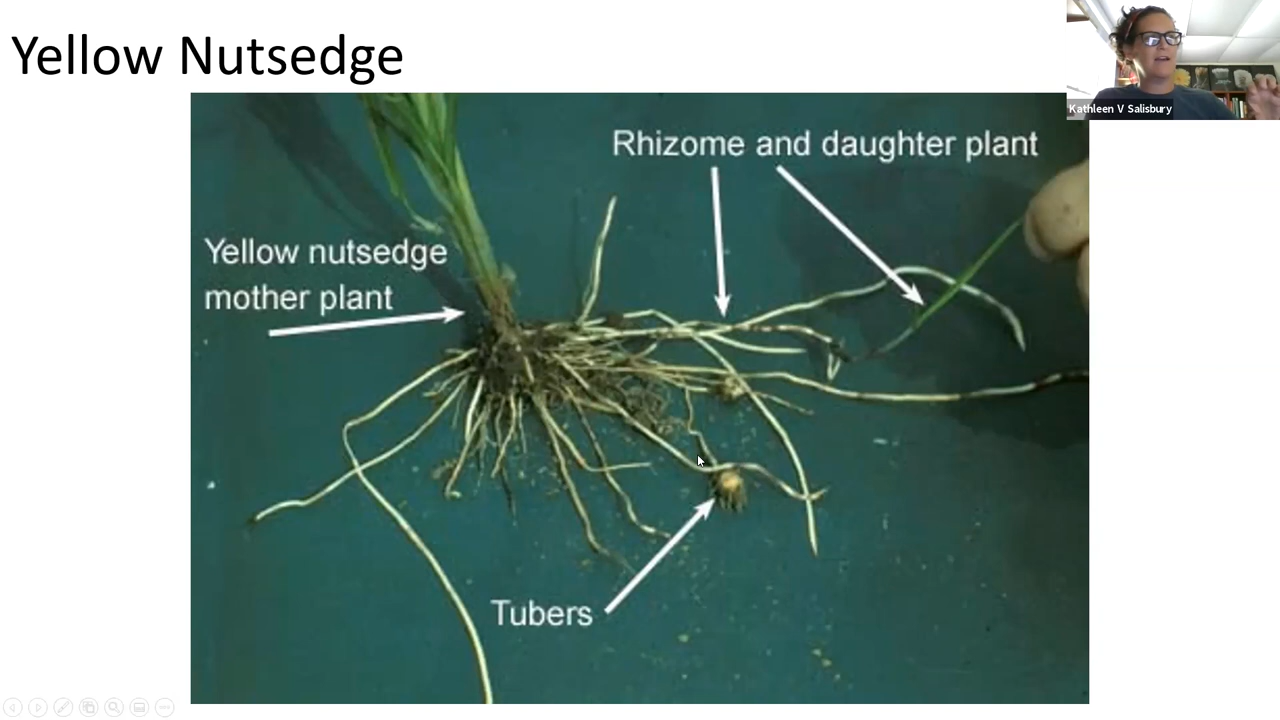 Yellow Nutsedge
Kathleen V Salisbury
Rhizome and daughter plant
Yellow nutsedge
mother plant
Tubers